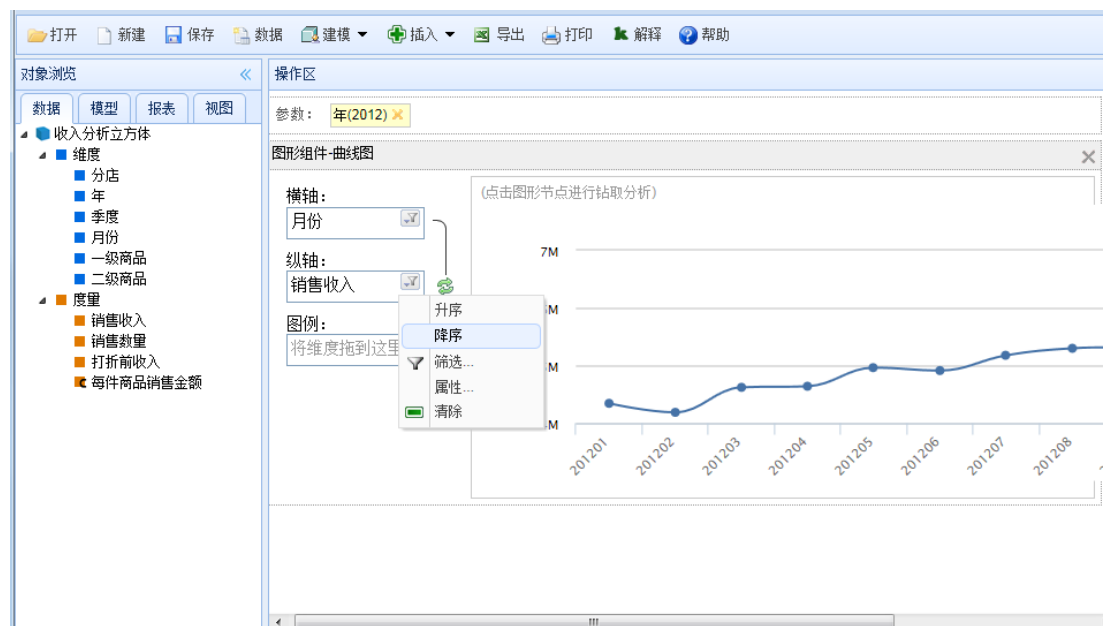 打开 新建 保存 数据 建模 插入 导出 打印 解释 帮助
对象浏览
操作区
数据 模型 报表 视图
参数： 年(2012)
收入分析立方体
维度
分店
年
季度
月份
一级商品
二级商品
度量
销售收入
销售数量
打折前收入
每件商品销售金额
图形组件-曲线图
横轴：
月份
纵轴：
销售收入
图例：
将维度拖到这里
升序
降序
筛选...
属性...
清除
(点击图形节点进行钻取分析)
7M
M
M
M
201201 201202 201203 201204 201205 201206 201207 201208